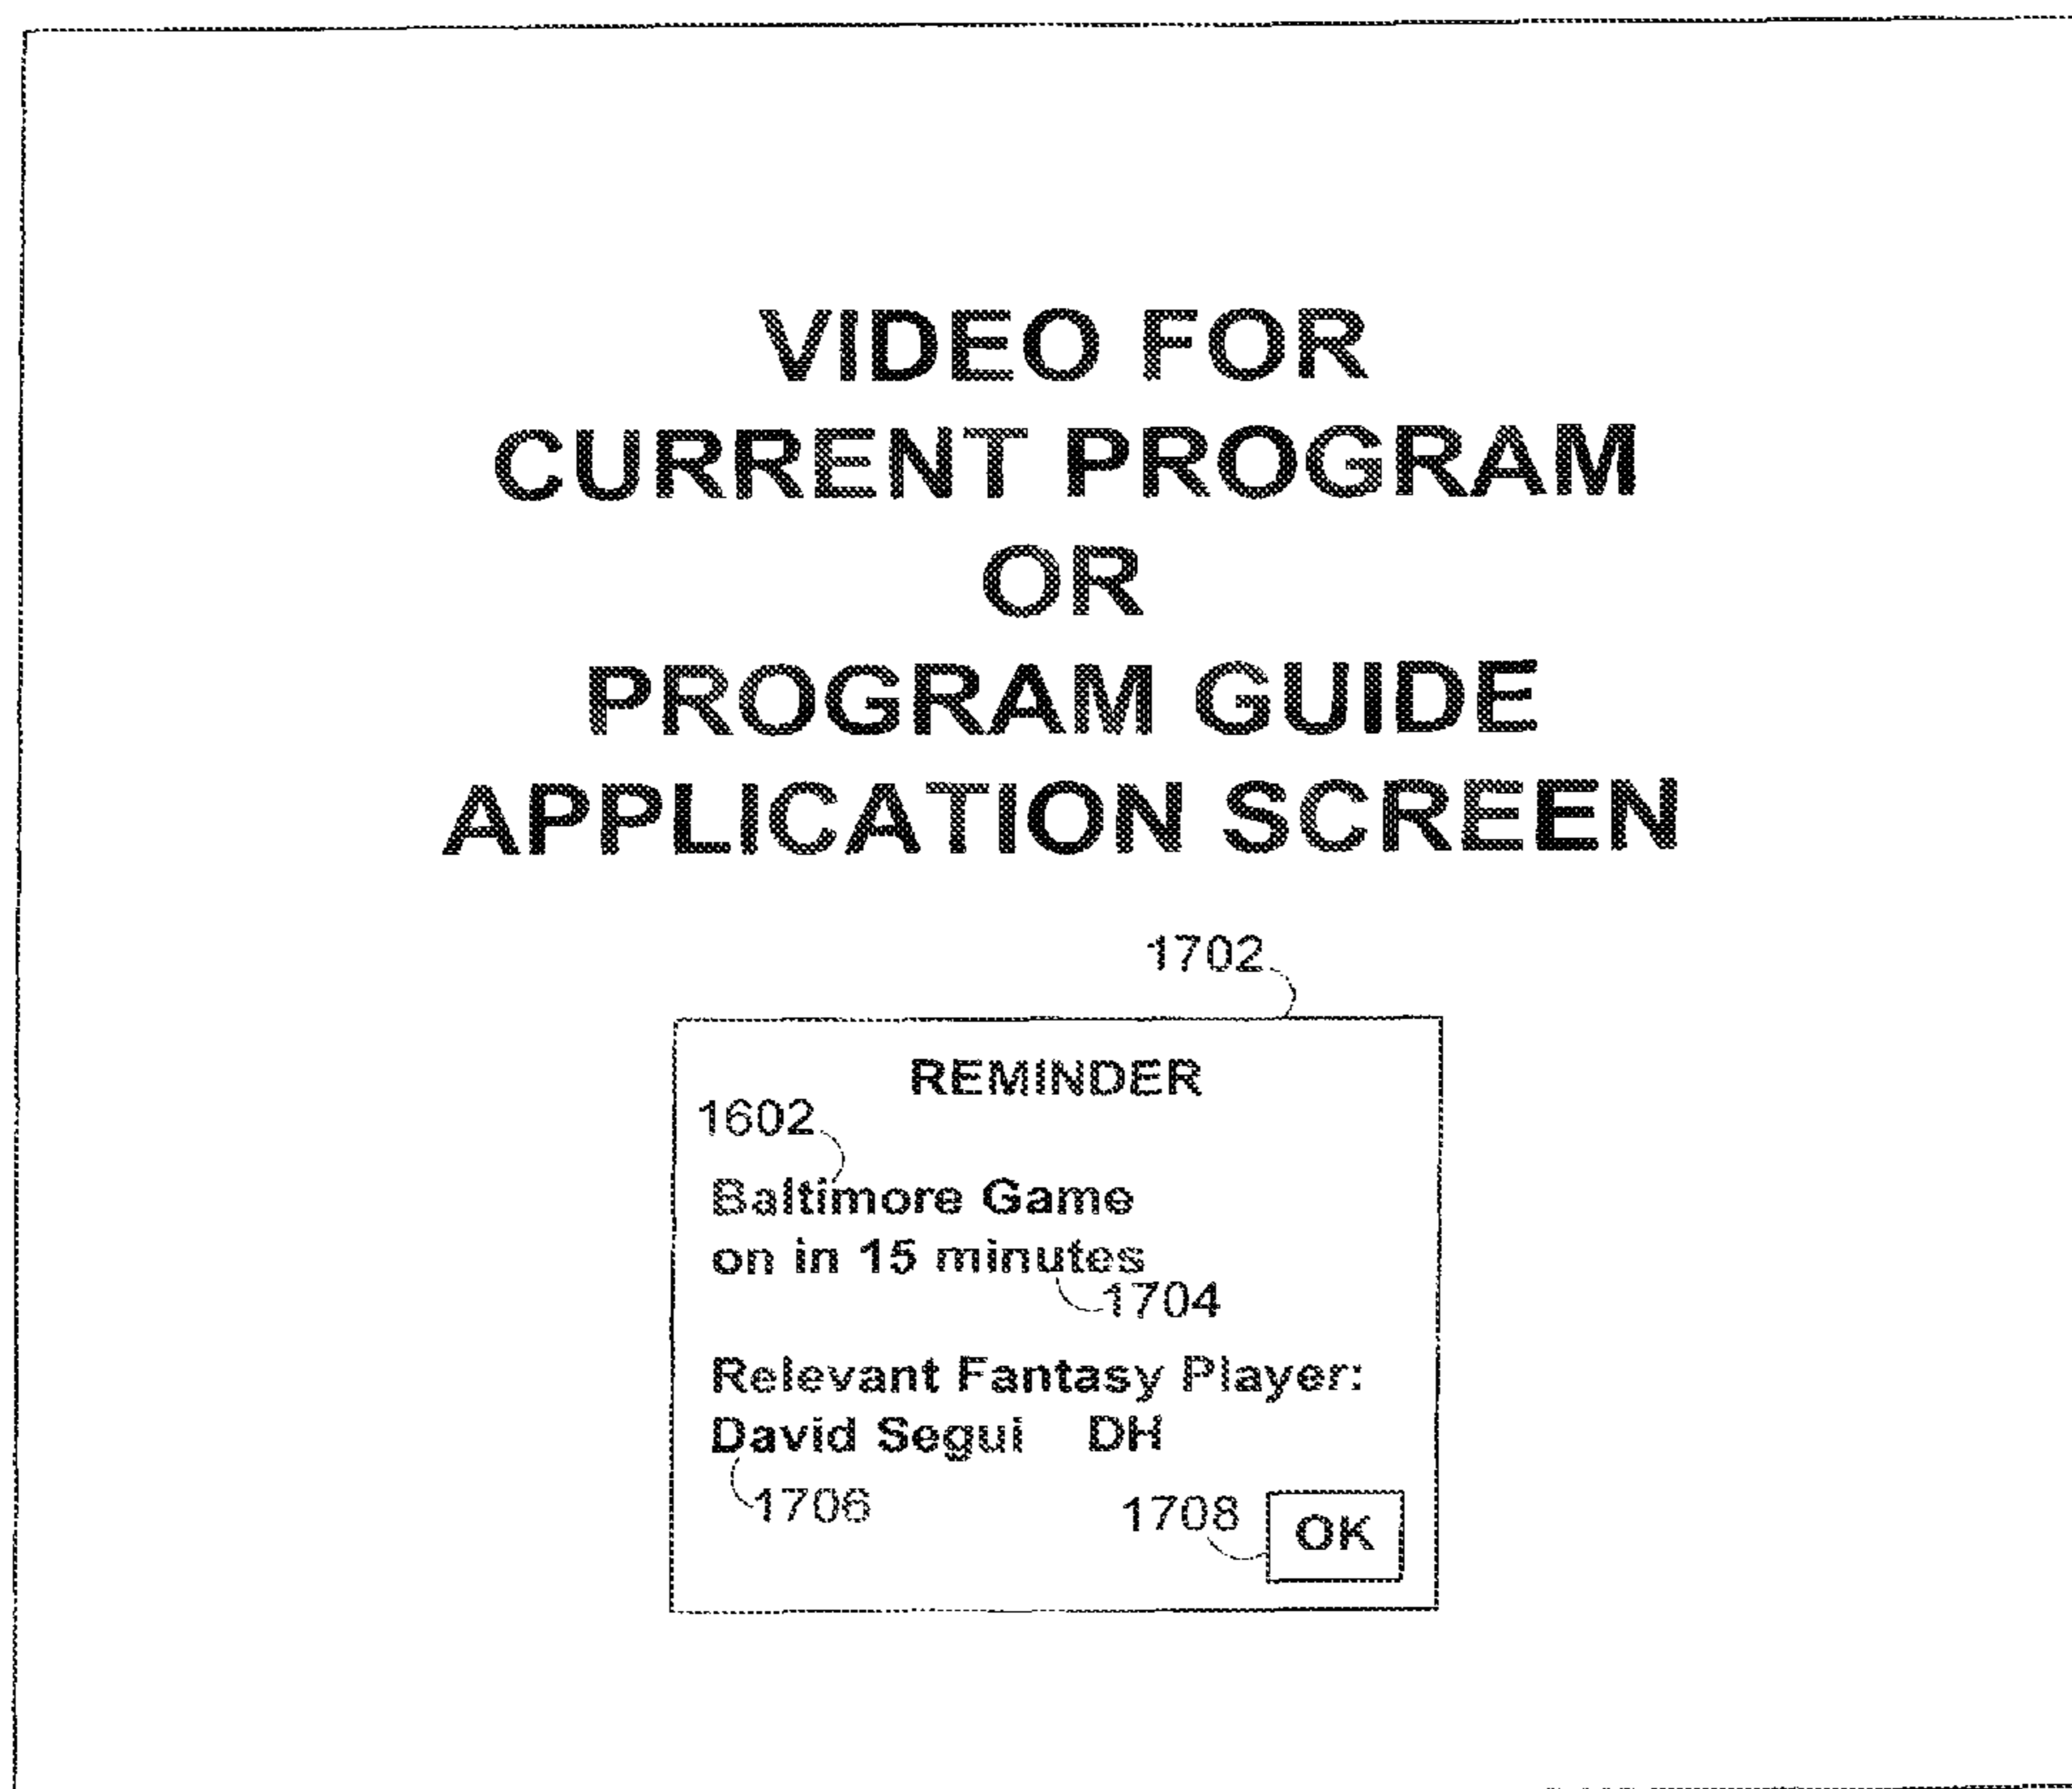 VIDEO FOR
CURRENT PROGRAM
OR
PROGRAM GUIDE
APPLICATION SCREEN
1702
REMINDER
1602
Baltimore Game
on in 15 minutes
1704
Relevant Fantasy Player:
David Segui DH
1706
1708
OK